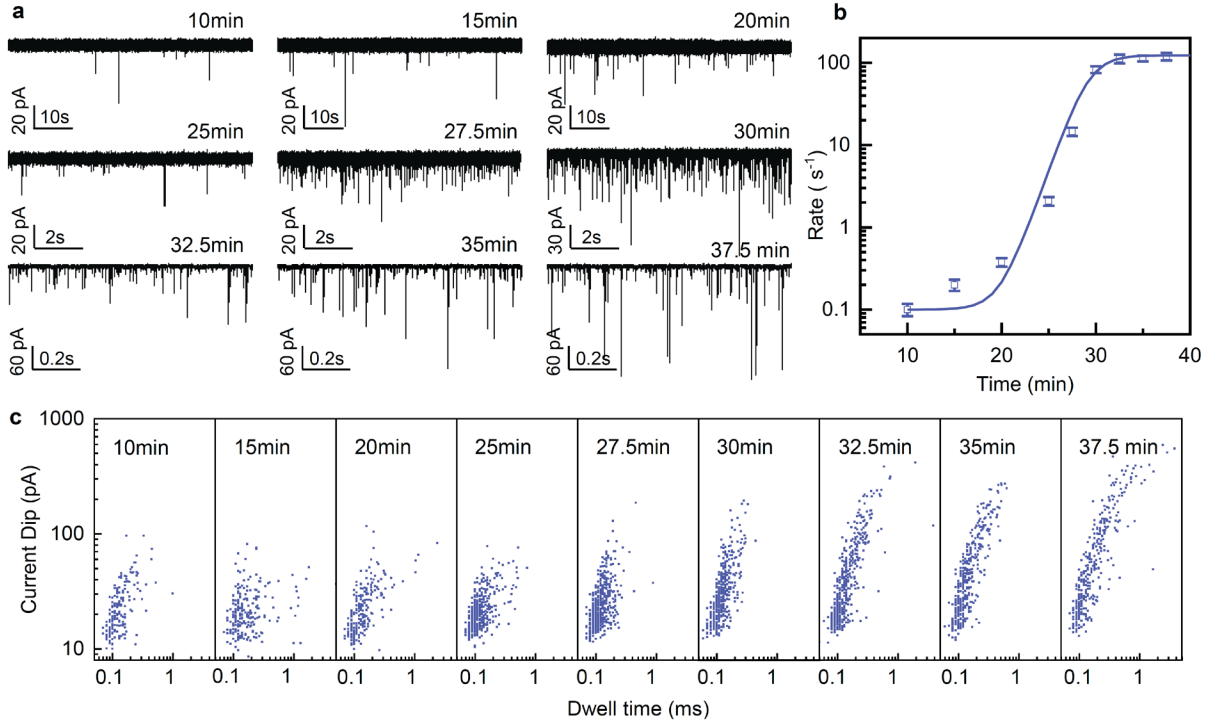 a
10min
15min
20min
20 pA
10s
20 pA
10s
20 pA
10s
25min
27.5min
30min
20 pA
2s
20 pA
2s
30 pA
2s
32.5min
35min
37.5 min
60 pA
0.2s
60 pA
0.2s
60 pA
0.2s
b
100
10
1
0.1
Rate ( s⁻¹)
10
20
30
40
Time (min)
c
1000
100
10
Current Dip (pA)
10min
15min
20min
25min
27.5min
30min
32.5min
35min
37.5 min
0.1 1 0.1 1 0.1 1 0.1 1 0.1 1 0.1 1 0.1 1 0.1 1 0.1 1
Dwell time (ms)